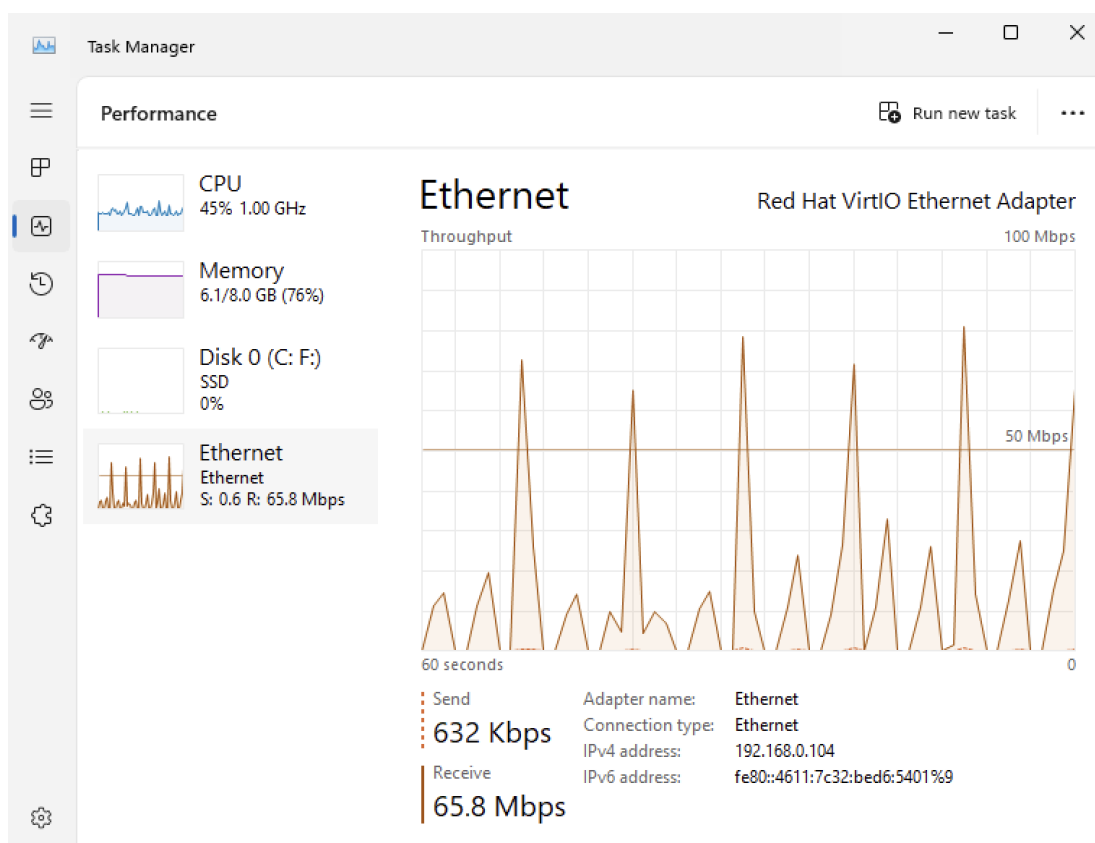 Task Manager
Performance
Run new task
CPU
45% 1.00 GHz
Memory
6.1/8.0 GB (76%)
Disk 0 (C: F:)
SSD
0%
Ethernet
Ethernet
S: 0.6 R: 65.8 Mbps
Ethernet
Red Hat VirtIO Ethernet Adapter
Throughput
100 Mbps
50 Mbps
60 seconds
0
Send
632 Kbps
Receive
65.8 Mbps
Adapter name: Ethernet
Connection type: Ethernet
IPv4 address: 192.168.0.104
IPv6 address: fe80::4611:7c32:bed6:5401%9